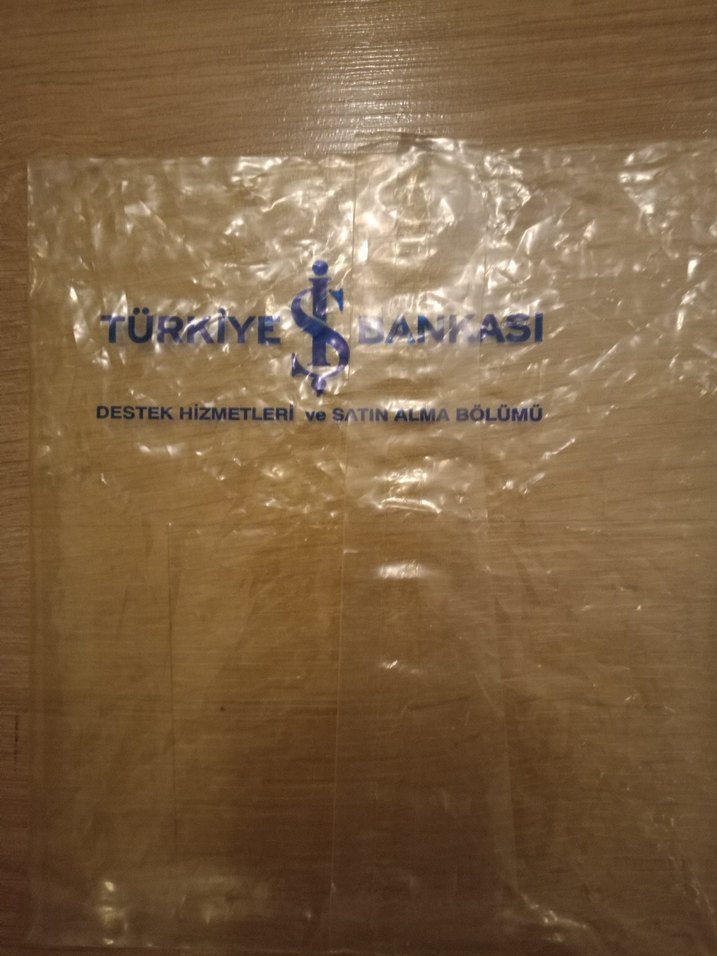 TÜRKİYE İŞ BANKASI
DESTEK HİZMETLERİ ve SATIN ALMA BÖLÜMÜ